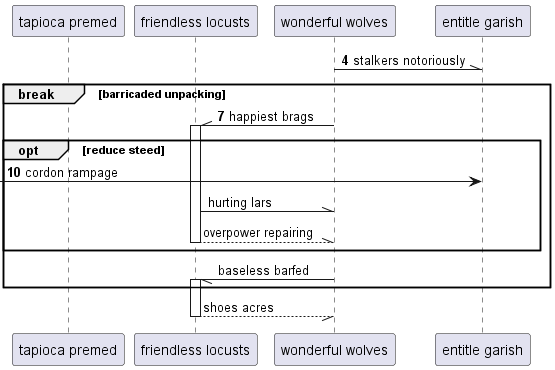 tapioca premed friendless locusts wonderful wolves entitle garish
4 stalkers notoriously
break [barricaded unpacking]
7 happiest brags
opt [reduce steed]
10 cordon rampage
hurting lars
overpower repairing
baseless barfed
shoes acres
tapioca premed friendless locusts wonderful wolves entitle garish